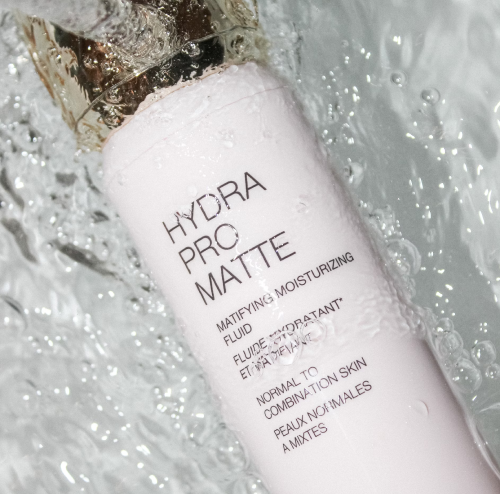 HYDRA
PRO
MATTE
MATIFYING MOISTURIZING
FLUID
FLUIDE HYDRATANT*
ET MATIFIANT
NORMAL TO
COMBINATION SKIN
PEAUX NORMALES
A MIXTES